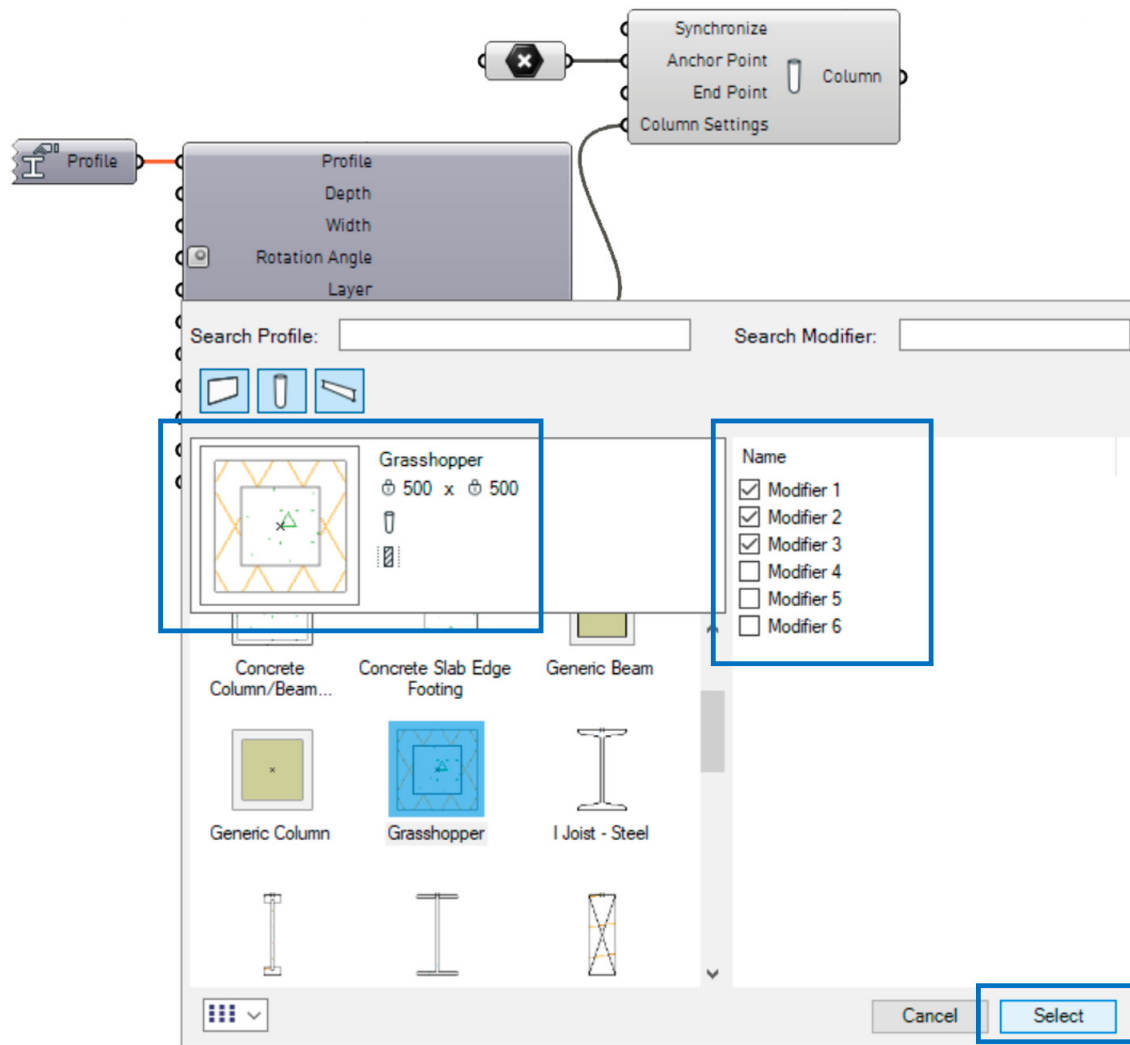 Synchronize
Anchor Point
Column
End Point
Column Settings
Profile
Profile
Depth
Width
Rotation Angle
Layer
Search Profile:
Search Modifier:
Grasshopper
500 x 500
Name
Modifier 1
Modifier 2
Modifier 3
Modifier 4
Modifier 5
Modifier 6
Concrete
Column/Beam...
Concrete Slab Edge
Footing
Generic Beam
Generic Column
Grasshopper
I Joist - Steel
Cancel
Select